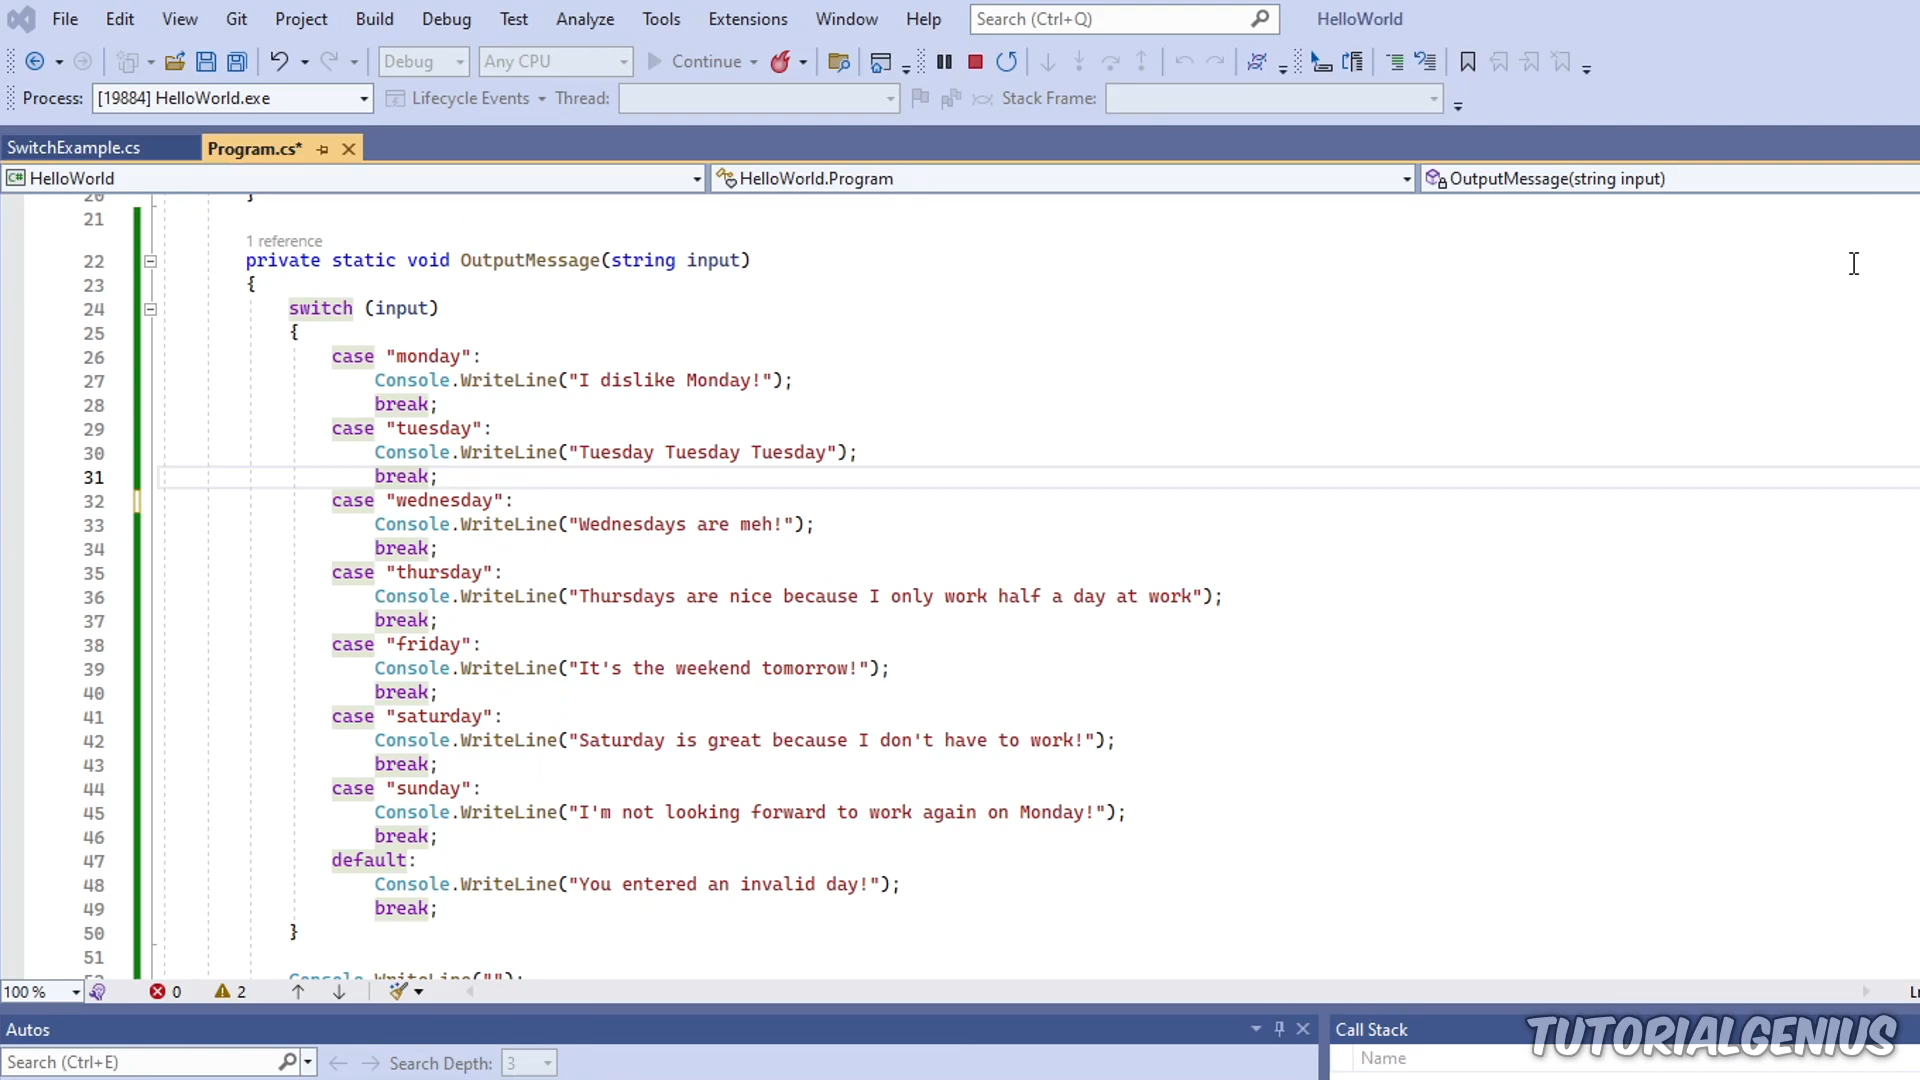 File Edit View Git Project Build Debug Test Analyze Tools Extensions Window Help Search (Ctrl+Q) HelloWorld
Debug Any CPU Continue
Process: [19884] HelloWorld.exe Lifecycle Events Thread: Stack Frame:
SwitchExample.cs Program.cs*
C# HelloWorld HelloWorld.Program OutputMessage(string input)
20 }
21
1 reference
22 private static void OutputMessage(string input)
23 {
24 switch (input)
25 {
26 case "monday":
27 Console.WriteLine("I dislike Monday!");
28 break;
29 case "tuesday":
30 Console.WriteLine("Tuesday Tuesday Tuesday");
31 break;
32 case "wednesday":
33 Console.WriteLine("Wednesdays are meh!");
34 break;
35 case "thursday":
36 Console.WriteLine("Thursdays are nice because I only work half a day at work");
37 break;
38 case "friday":
39 Console.WriteLine("It's the weekend tomorrow!");
40 break;
41 case "saturday":
42 Console.WriteLine("Saturday is great because I don't have to work!");
43 break;
44 case "sunday":
45 Console.WriteLine("I'm not looking forward to work again on Monday!");
46 break;
47 default:
48 Console.WriteLine("You entered an invalid day!");
49 break;
50 }
51
Console.WriteLine("");
100 % 0 2
Autos Call Stack
Search (Ctrl+E) Search Depth: 3 Name
TUTORIALGENIUS